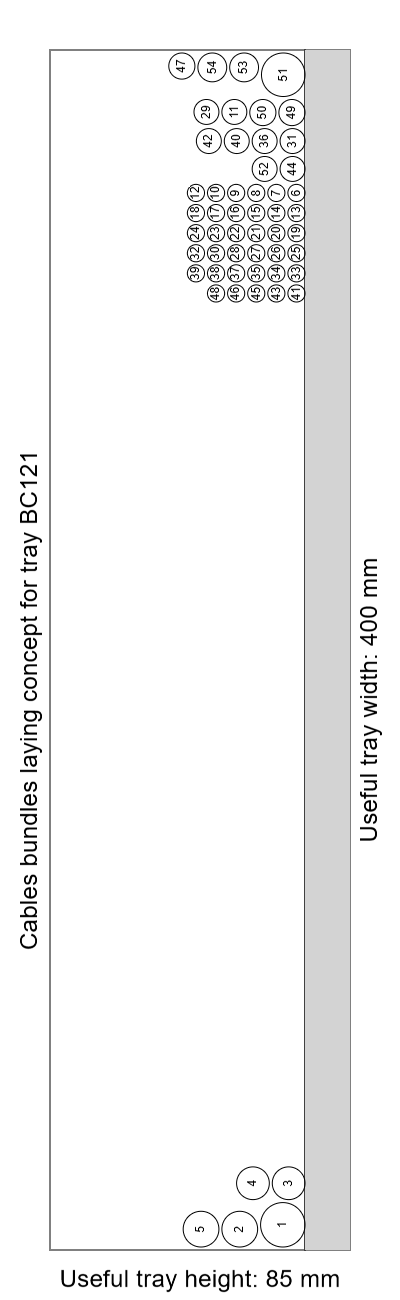 Cables bundles laying concept for tray BC121
47 54 53 51
29 11 50 49
42 40 36 31
52 44
12 10 9 8 7 6
18 17 16 15 14 13
24 23 22 21 20 19
32 30 28 27 26 25
39 38 37 35 34 33
48 46 45 43 41
4 3
5 2 1
Useful tray width: 400 mm
Useful tray height: 85 mm